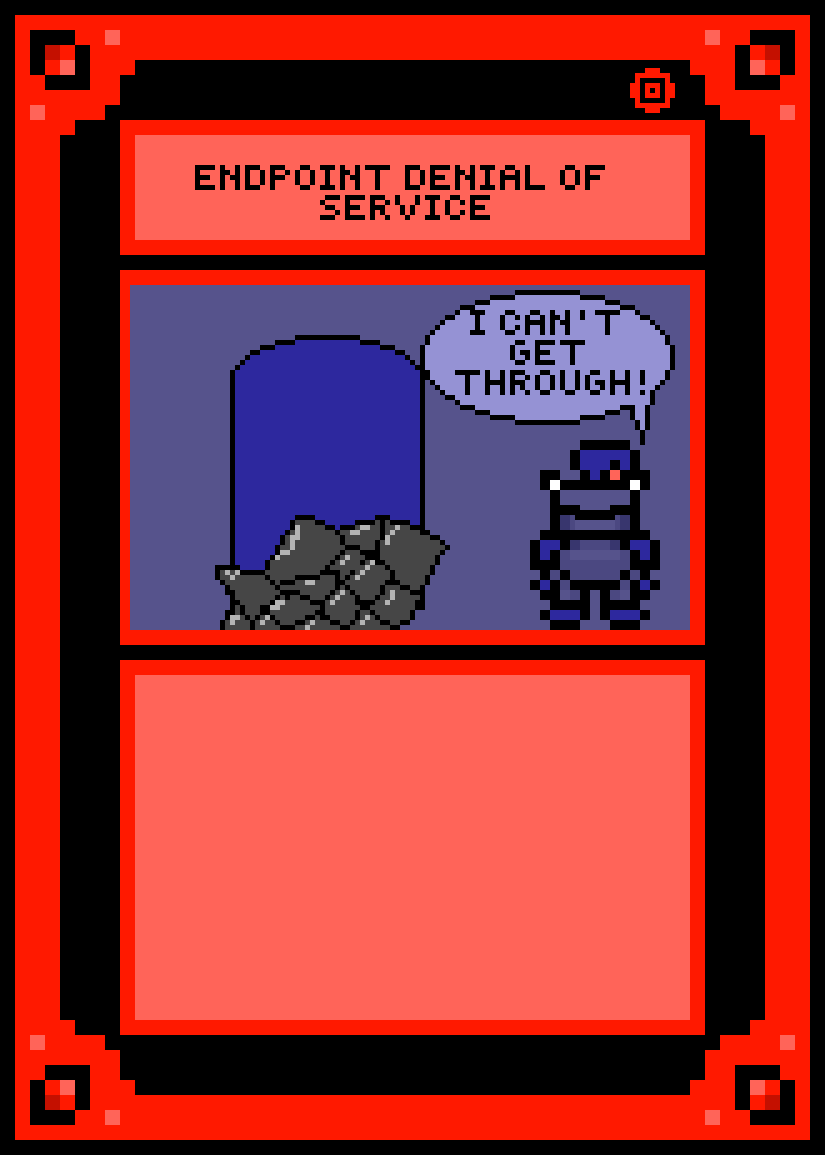 ENDPOINT DENIAL OF
SERVICE
I CAN'T
GET
THROUGH!